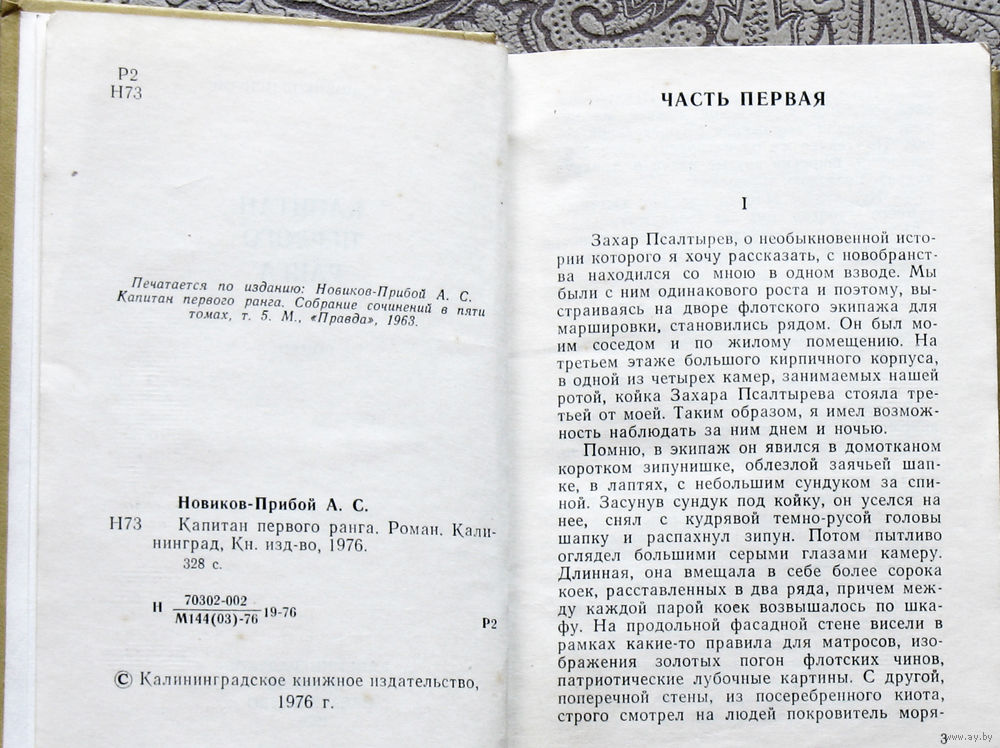 Р2
Н73
Печатается по изданию: Новиков-Прибой А. С.
Капитан первого ранга. Собрание сочинений в пяти
томах, т. 5. М., «Правда», 1963.
Новиков-Прибой А. С.
Н73 Капитан первого ранга. Роман. Кали-
нинград, Кн. изд-во, 1976.
328 с.
Н 70302-002
М144(03)-76 19-76
Р2
© Калининградское книжное издательство,
1976 г.
ЧАСТЬ ПЕРВАЯ
I
Захар Псалтырев, о необыкновенной исто-
рии которого я хочу рассказать, с новобранст-
ва находился со мною в одном взводе. Мы
были с ним одинакового роста и поэтому, вы-
страиваясь на дворе флотского экипажа для
маршировки, становились рядом. Он был мо-
им соседом и по жилому помещению. На
третьем этаже большого кирпичного корпуса,
в одной из четырех камер, занимаемых нашей
ротой, койка Захара Псалтырева стояла тре-
тьей от моей. Таким образом, я имел возмож-
ность наблюдать за ним днем и ночью.
Помню, в экипаж он явился в домотканом
коротком зипунишке, облезлой заячьей шап-
ке, в лаптях, с небольшим сундуком за спи-
ной. Засунув сундук под койку, он уселся на
нее, снял с кудрявой темно-русой головы
шапку и распахнул зипун. Потом пытливо
оглядел большими серыми глазами камеру.
Длинная, она вмещала в себе более сорока
коек, расставленных в два ряда, причем меж-
ду каждой парой коек возвышалось по шка-
фу. На продольной фасадной стене висели в
рамках какие-то правила для матросов, изо-
бражения золотых погон флотских чинов,
патриотические лубочные картины. С другой,
поперечной стены, из посеребренного киота,
строго смотрел на людей покровитель моря-
3
www.ay.by